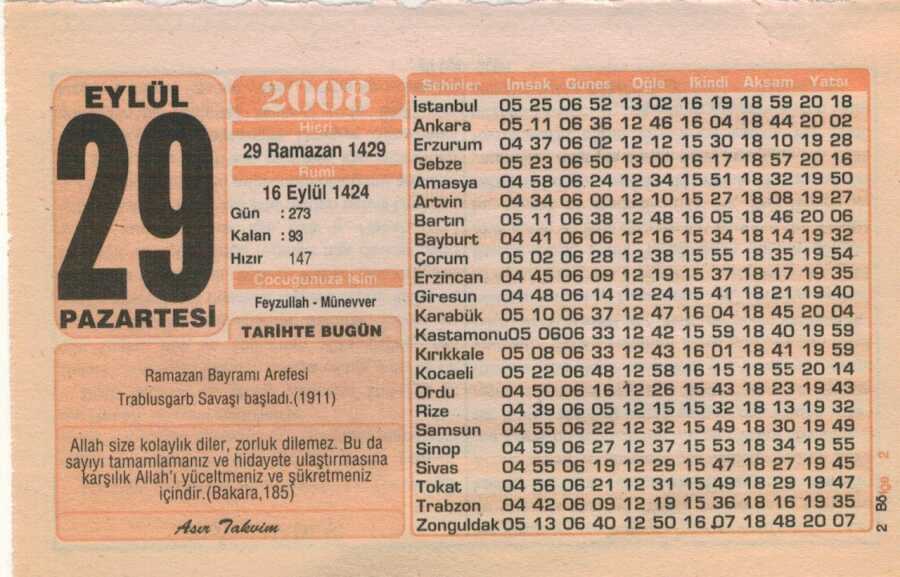 EYLÜL
29
PAZARTESİ
2008
Hicri
29 Ramazan 1429
Rumi
16 Eylül 1424
Gün : 273
Kalan : 93
Hızır 147
Çocuğunuza İsim
Feyzullah - Münevver
TARİHTE BUGÜN
Ramazan Bayramı Arefesi
Trablusgarb Savaşı başladı.(1911)
Allah size kolaylık diler, zorluk dilemez. Bu da
sayıyı tamamlamanız ve hidayete ulaştırmasına
karşılık Allah'ı yüceltmeniz ve şükretmeniz
içindir.(Bakara,185)
Asır Takvim
Şehirler İmsak Güneş Öğle İkindi Akşam Yatsı
İstanbul 05 25 06 52 13 02 16 19 18 59 20 18
Ankara 05 11 06 36 12 46 16 04 18 44 20 02
Erzurum 04 37 06 02 12 12 15 30 18 10 19 28
Gebze 05 23 06 50 13 00 16 17 18 57 20 16
Amasya 04 58 06 24 12 34 15 51 18 32 19 50
Artvin 04 34 06 00 12 10 15 27 18 08 19 27
Bartın 05 11 06 38 12 48 16 05 18 46 20 06
Bayburt 04 41 06 06 12 16 15 34 18 14 19 32
Çorum 05 02 06 28 12 38 15 55 18 35 19 54
Erzincan 04 45 06 09 12 19 15 37 18 17 19 35
Giresun 04 48 06 14 12 24 15 41 18 21 19 40
Karabük 05 10 06 37 12 47 16 04 18 45 20 04
Kastamonu05 0606 33 12 42 15 59 18 40 19 59
Kırıkkale 05 08 06 33 12 43 16 01 18 41 19 59
Kocaeli 05 22 06 48 12 58 16 15 18 55 20 14
Ordu 04 50 06 16 12 26 15 43 18 23 19 43
Rize 04 39 06 05 12 15 15 32 18 13 19 32
Samsun 04 55 06 22 12 32 15 49 18 30 19 49
Sinop 04 59 06 27 12 37 15 53 18 34 19 55
Sivas 04 55 06 19 12 29 15 47 18 27 19 45
Tokat 04 56 06 21 12 31 15 49 18 29 19 47
Trabzon 04 42 06 09 12 19 15 36 18 16 19 35
Zonguldak 05 13 06 40 12 50 16 07 18 48 20 07
2 Bölge 2